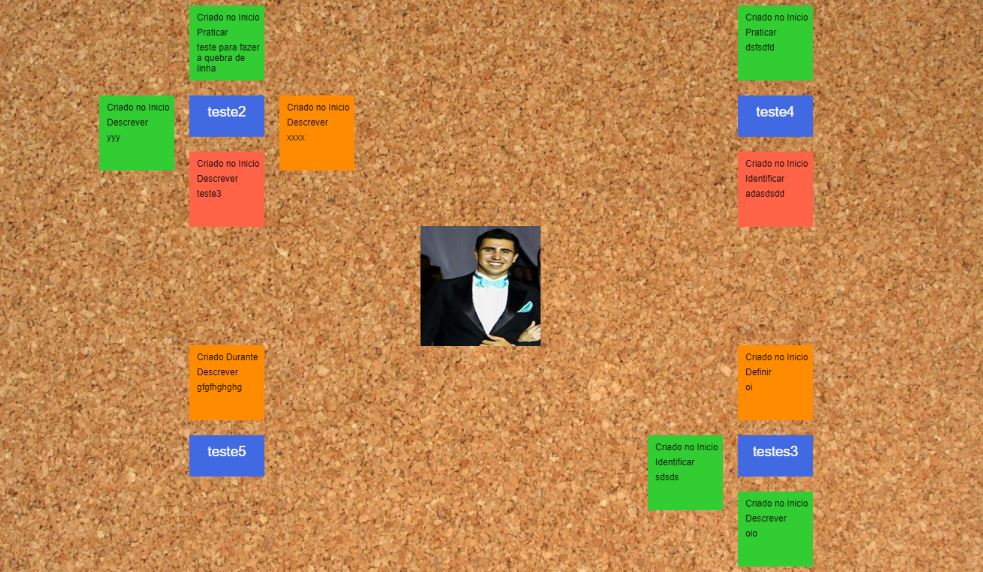 Criado no Inicio
Praticar
teste para fazer
a quebra de
linha
Criado no Inicio
Praticar
dsfsdfd
Criado no Inicio
Descrever
yyy
teste2
Criado no Inicio
Descrever
xxxx
teste4
Criado no Inicio
Descrever
teste3
Criado no Inicio
Identificar
adasdsdd
Criado Durante
Descrever
gfgfhghghg
Criado no Inicio
Definir
oi
teste5
Criado no Inicio
Identificar
sdsds
testes3
Criado no Inicio
Descrever
oio